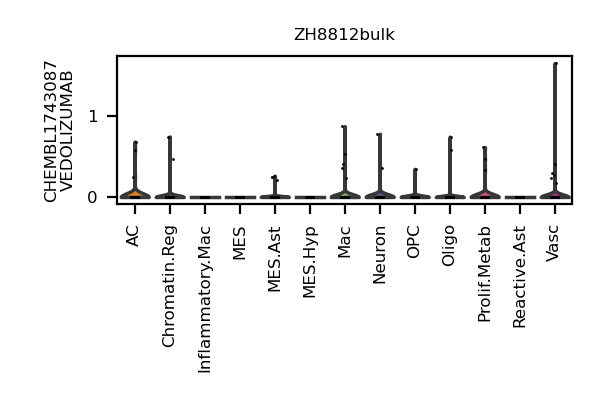 ZH8812bulk
CHEMBL1743087
VEDOLIZUMAB
1
0
AC
Chromatin.Reg
Inflammatory.Mac
MES
MES.Ast
MES.Hyp
Mac
Neuron
OPC
Oligo
Prolif.Metab
Reactive.Ast
Vasc